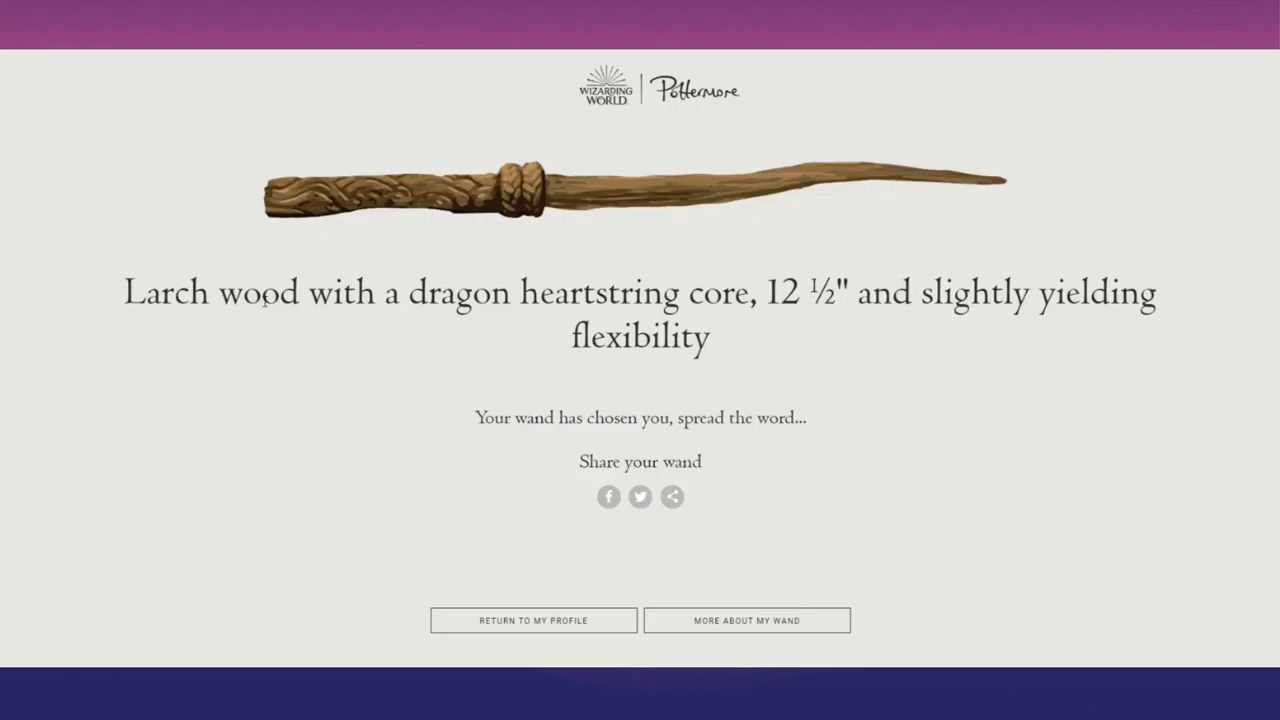 WIZARDING
WORLD
Pottermore
Larch wood with a dragon heartstring core, 12 ½" and slightly yielding
flexibility
Your wand has chosen you, spread the word...
Share your wand
RETURN TO MY PROFILE
MORE ABOUT MY WAND